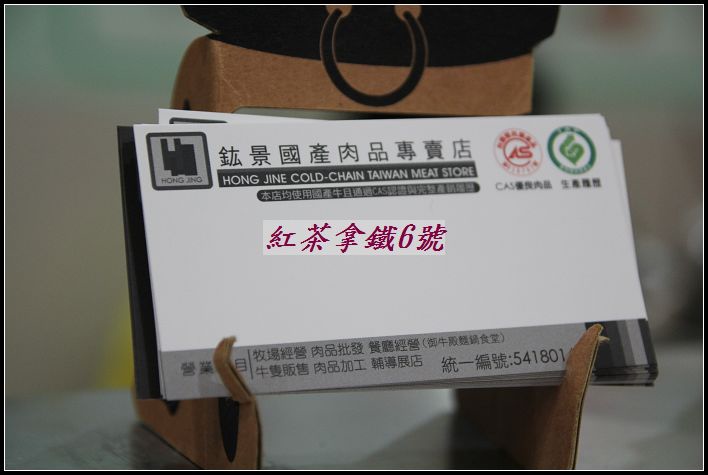 鈜景國產肉品專賣店
HONG JING
HONG JINE COLD-CHAIN TAIWAN MEAT STORE
本店均使用國產牛且通過CAS認證與完整產銷履歷
CAS
CAS優良肉品 生產履歷
紅茶拿鐵6號
營業 目
牧場經營 肉品批發 餐廳經營(御牛殿麵鍋食堂)
牛隻販售 肉品加工 輔導展店
統一編號:541801